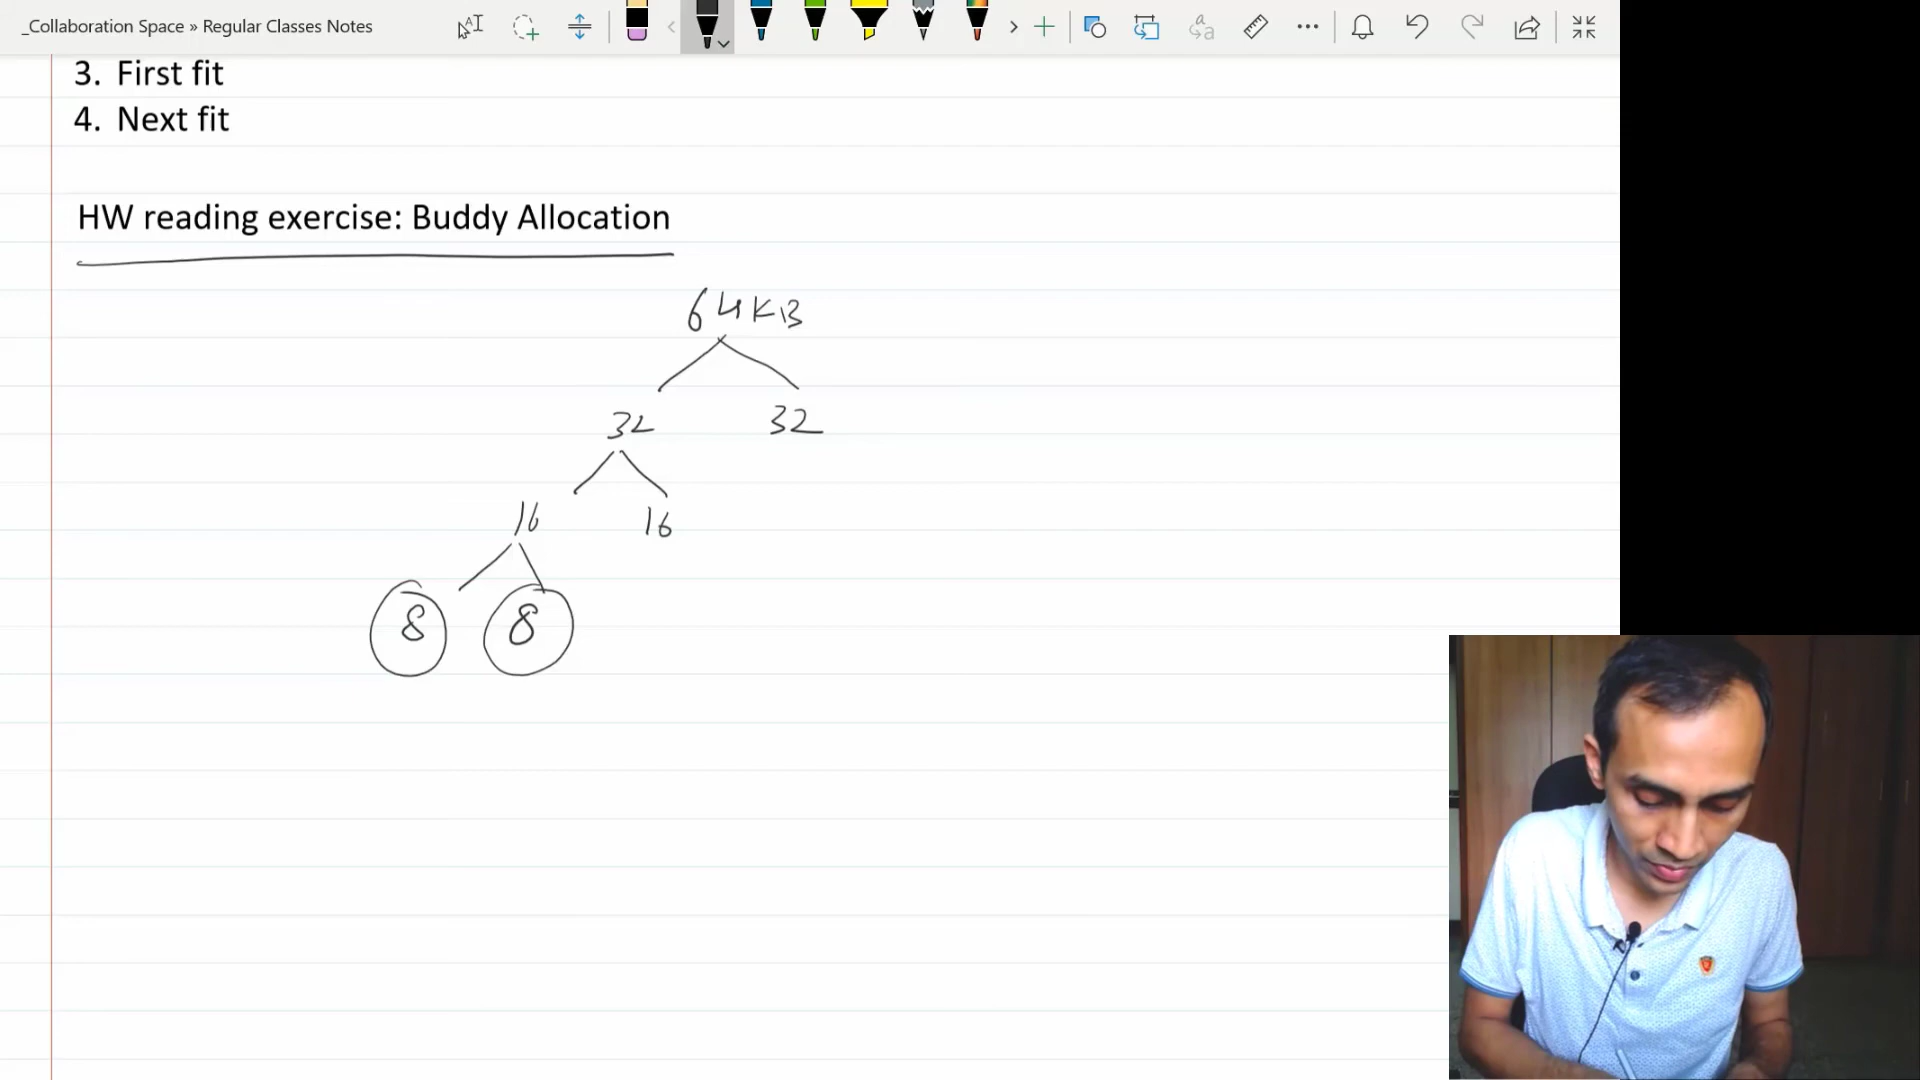 _Collaboration Space » Regular Classes Notes
3. First fit
4. Next fit
HW reading exercise: Buddy Allocation
64KB
32 32
16 16
8 8